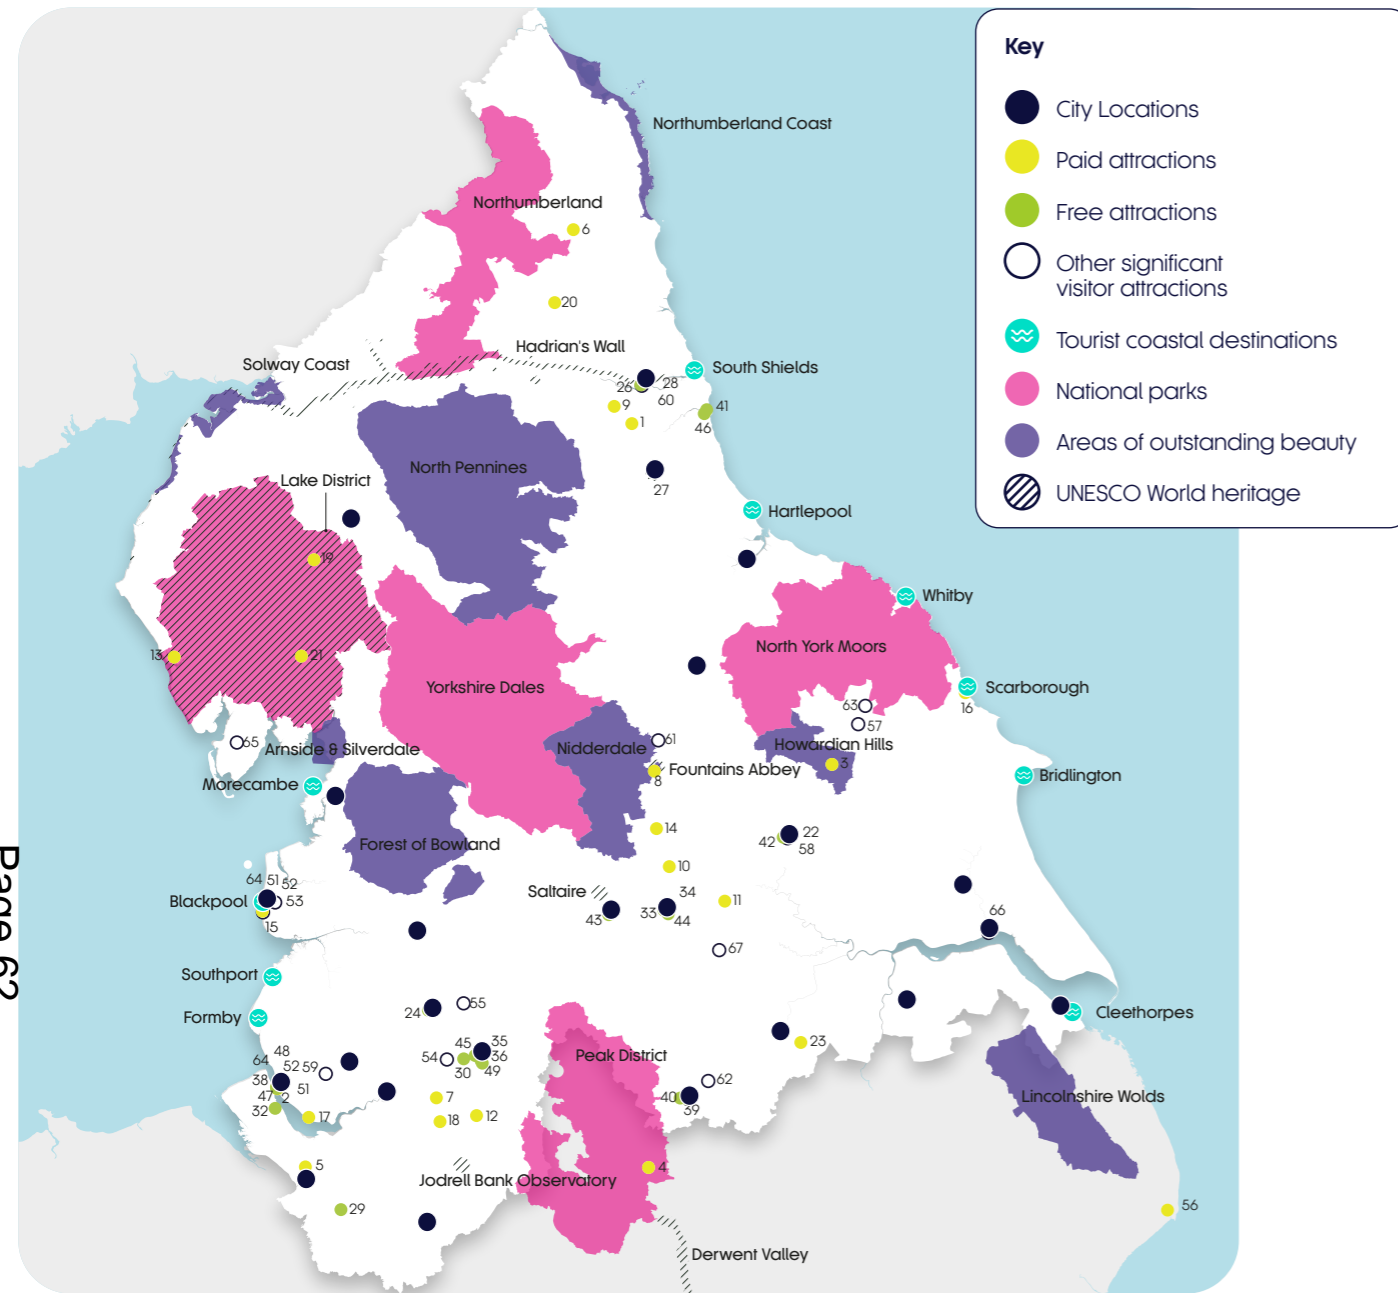 Key
City Locations
Paid attractions
Free attractions
Other significant
visitor attractions
Tourist coastal destinations
National parks
Areas of outstanding beauty
UNESCO World heritage
Northumberland Coast
Northumberland
6
20
Hadrian's Wall
Solway Coast
South Shields
26
28
60
9
1
41
46
North Pennines
27
Lake District
Hartlepool
19
Whitby
13
21
North York Moors
Yorkshire Dales
Scarborough
16
63
57
65
Arnside & Silverdale
Nidderdale
61
Howardian Hills
Fountains Abbey
3
8
Morecambe
Bridlington
14
22
42
58
Forest of Bowland
10
64 51 52
53
Blackpool
15
Saltaire
43
34
33
44
11
66
67
Southport
24
55
Formby
Cleethorpes
23
45
35
54
36
30
49
Peak District
48
64
52 59
38
51
47 2
32
17
7
18
12
62
40
39
Lincolnshire Wolds
5
Jodrell Bank Observatory
4
29
56
Derwent Valley
Page 62